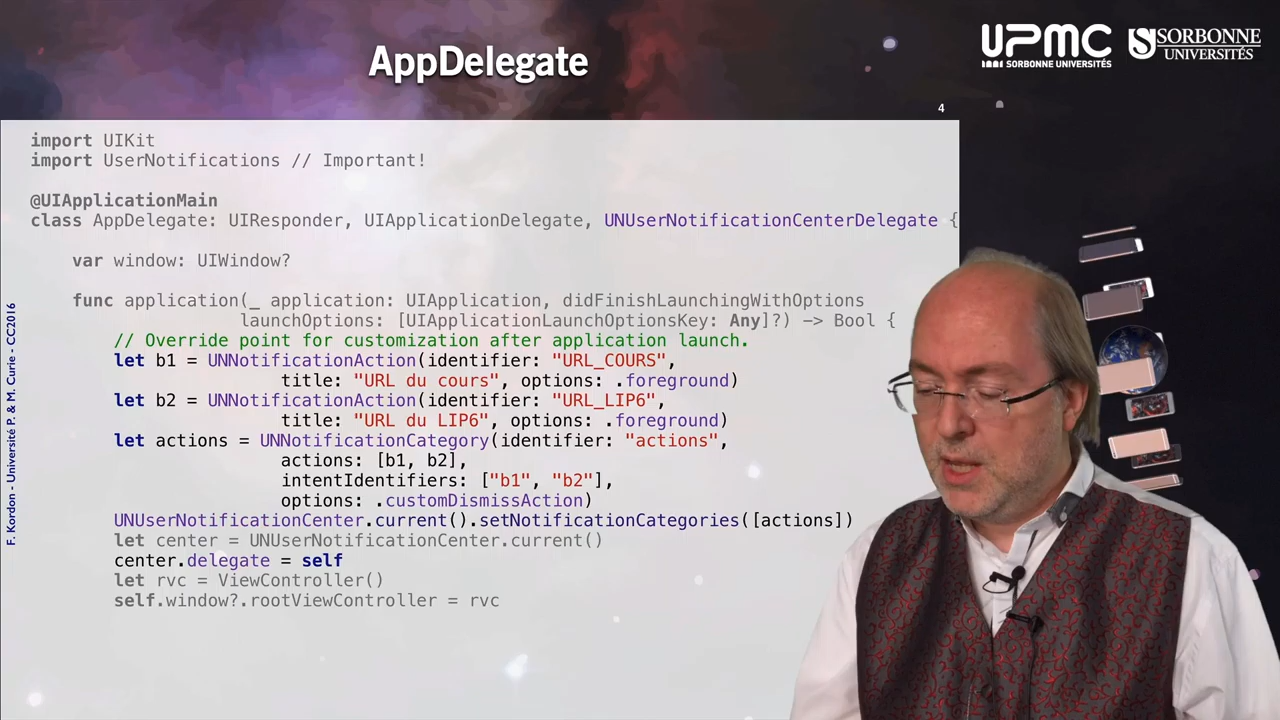 AppDelegate
UPMC
SORBONNE UNIVERSITÉS
SORBONNE
UNIVERSITÉS
4
import UIKit
import UserNotifications // Important!
@UIApplicationMain
class AppDelegate: UIResponder, UIApplicationDelegate, UNUserNotificationCenterDelegate {
var window: UIWindow?
func application(_ application: UIApplication, didFinishLaunchingWithOptions
launchOptions: [UIApplicationLaunchOptionsKey: Any]?) -> Bool {
// Override point for customization after application launch.
let b1 = UNNotificationAction(identifier: "URL_COURS",
title: "URL du cours", options: .foreground)
let b2 = UNNotificationAction(identifier: "URL_LIP6",
title: "URL du LIP6", options: .foreground)
let actions = UNNotificationCategory(identifier: "actions",
actions: [b1, b2],
intentIdentifiers: ["b1", "b2"],
options: .customDismissAction)
UNUserNotificationCenter.current().setNotificationCategories([actions])
let center = UNUserNotificationCenter.current()
center.delegate = self
let rvc = ViewController()
self.window?.rootViewController = rvc
F. Kordon - Université P. & M. Curie - CC2016